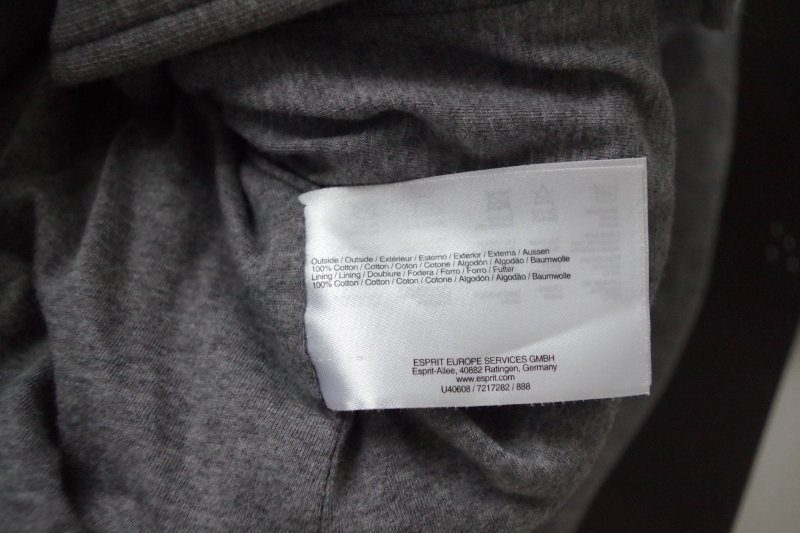 Outside / Outside / Extérieur / Esterno / Exterior / Externa / Aussen
100% Cotton / Cotton / Coton / Cotone / Algodón / Algodão / Baumwolle
Lining / Lining / Doublure / Fodera / Forro / Forro / Futter
100% Cotton / Cotton / Coton / Cotone / Algodón / Algodão / Baumwolle
ESPRIT EUROPE SERVICES GMBH
Esprit-Allee, 40882 Ratingen, Germany
www.esprit.com
U40608 / 7217282 / 888